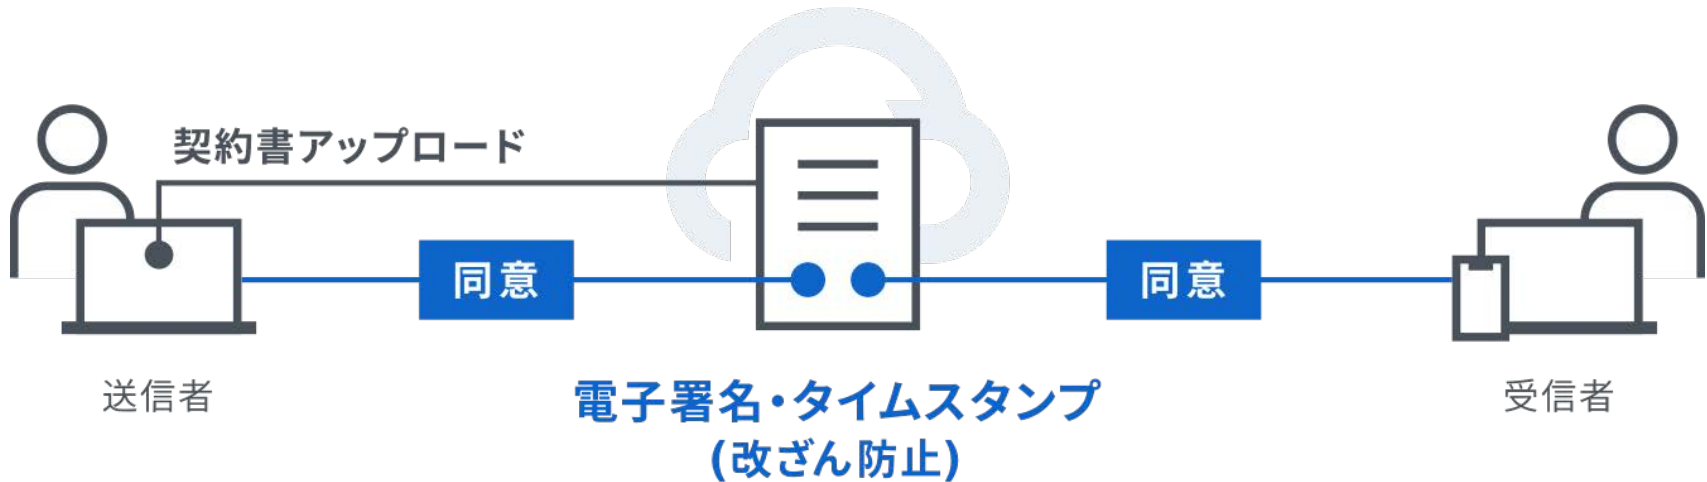 契約書アップロード
同意
同意
送信者
電子署名・タイムスタンプ
(改ざん防止)
受信者